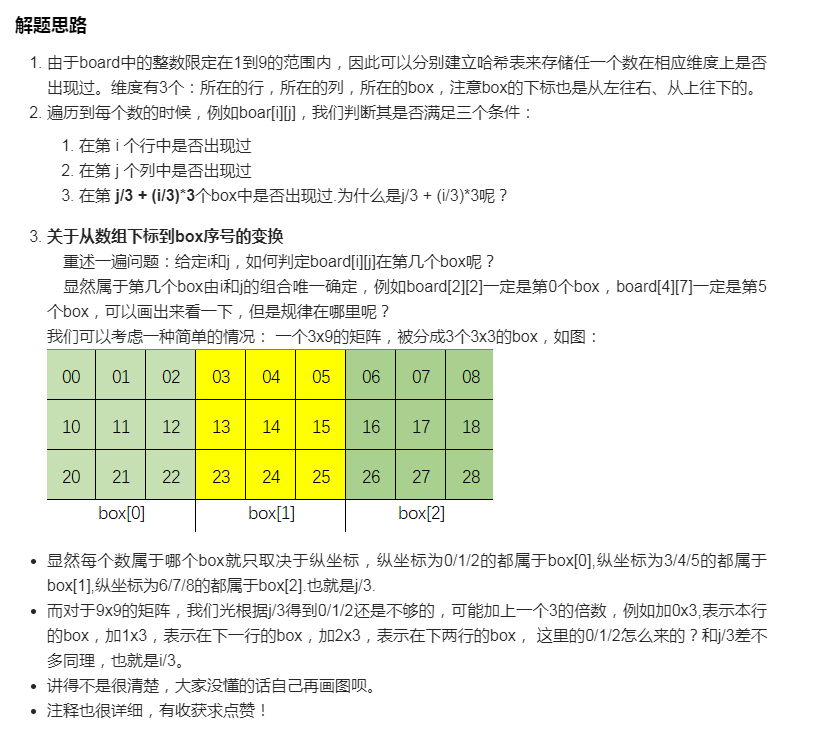 解题思路
1. 由于board中的整数限定在1到9的范围内，因此可以分别建立哈希表来存储任一个数在相应维度上是否
出现过。维度有3个：所在的行，所在的列，所在的box，注意box的下标也是从左往右、从上往下的。
2. 遍历到每个数的时候，例如boar[i][j]，我们判断其是否满足三个条件：
1. 在第 i 个行中是否出现过
2. 在第 j 个列中是否出现过
3. 在第 j/3 + (i/3)*3个box中是否出现过.为什么是j/3 + (i/3)*3呢？
3. 关于从数组下标到box序号的变换
重述一遍问题：给定i和j，如何判定board[i][j]在第几个box呢？
显然属于第几个box由i和j的组合唯一确定，例如board[2][2]一定是第0个box，board[4][7]一定是第5
个box，可以画出来看一下，但是规律在哪里呢？
我们可以考虑一种简单的情况： 一个3x9的矩阵，被分成3个3x3的box，如图：
00 01 02 03 04 05 06 07 08
10 11 12 13 14 15 16 17 18
20 21 22 23 24 25 26 27 28
box[0] box[1] box[2]
• 显然每个数属于哪个box就只取决于纵坐标，纵坐标为0/1/2的都属于box[0],纵坐标为3/4/5的都属于
box[1],纵坐标为6/7/8的都属于box[2].也就是j/3.
• 而对于9x9的矩阵，我们光根据j/3得到0/1/2还是不够的，可能加上一个3的倍数，例如加0x3,表示本行
的box，加1x3，表示在下一行的box，加2x3，表示在下两行的box， 这里的0/1/2怎么来的？和j/3差不
多同理，也就是i/3。
• 讲得不是很清楚，大家没懂的话自己再画图呗。
• 注释也很详细，有收获求点赞！